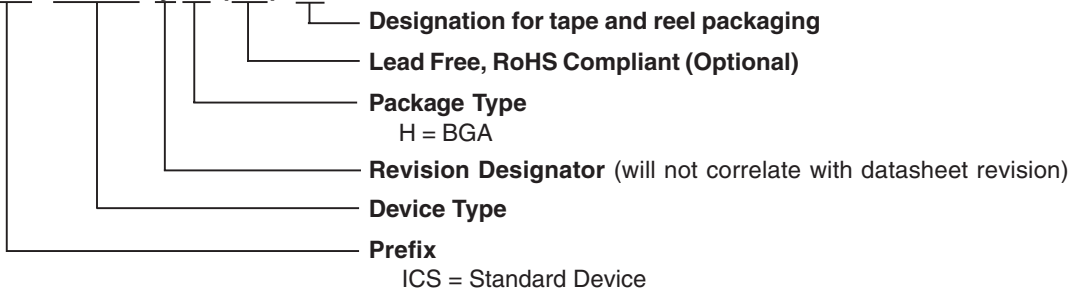 Designation for tape and reel packaging
Lead Free, RoHS Compliant (Optional)
Package Type
H = BGA
Revision Designator (will not correlate with datasheet revision)
Device Type
Prefix
ICS = Standard Device